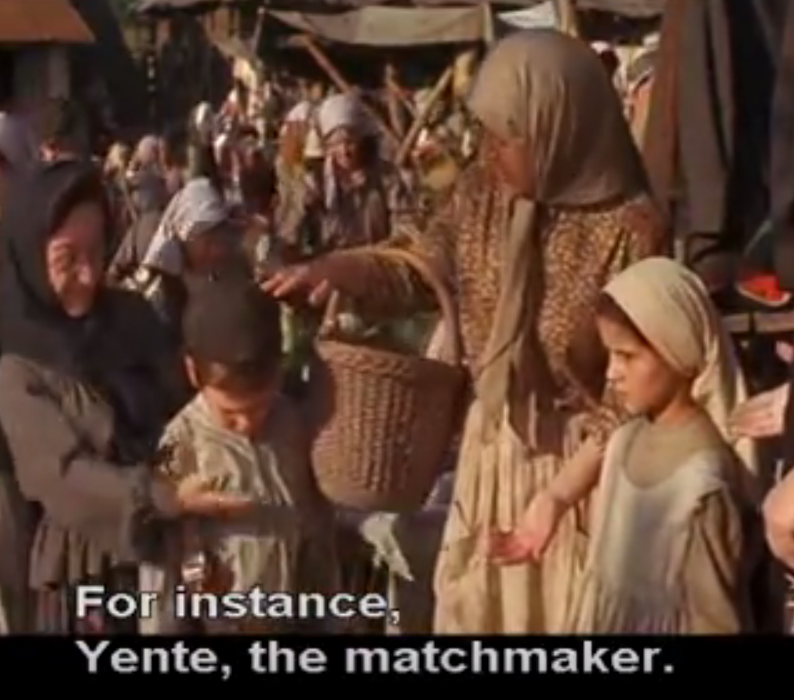 For instance,
Yente, the matchmaker.